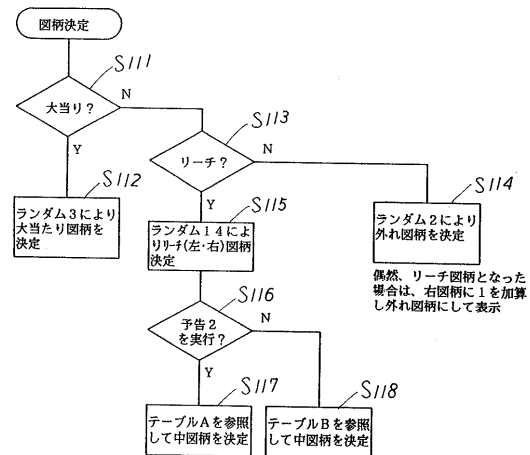 図柄決定
S111
大当り?
N
Y
S112
ランダム3により
大当たり図柄を
決定
S113
リーチ?
N
Y
S114
ランダム2により
外れ図柄を決定
偶然、リーチ図柄となった
場合は、右図柄に1を加算
し外れ図柄にして表示
S115
ランダム14によ
りリーチ(左・右)図柄
決定
S116
予告2
を実行?
N
Y
S117
テーブルAを参照
して中図柄を決定
S118
テーブルBを参照
して中図柄を決定